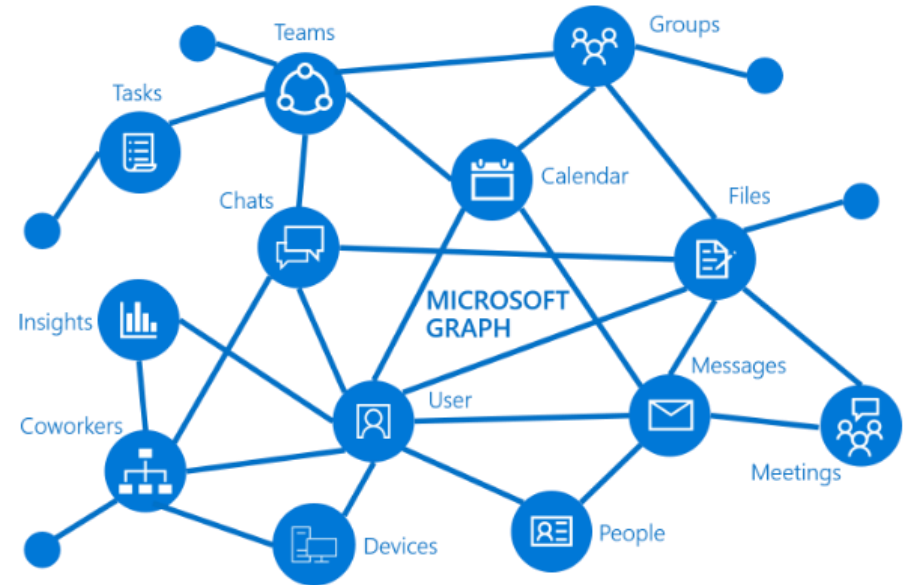 Groups
Teams
Tasks
Calendar
Chats
Files
MICROSOFT
GRAPH
Insights
Messages
User
Coworkers
Meetings
People
Devices